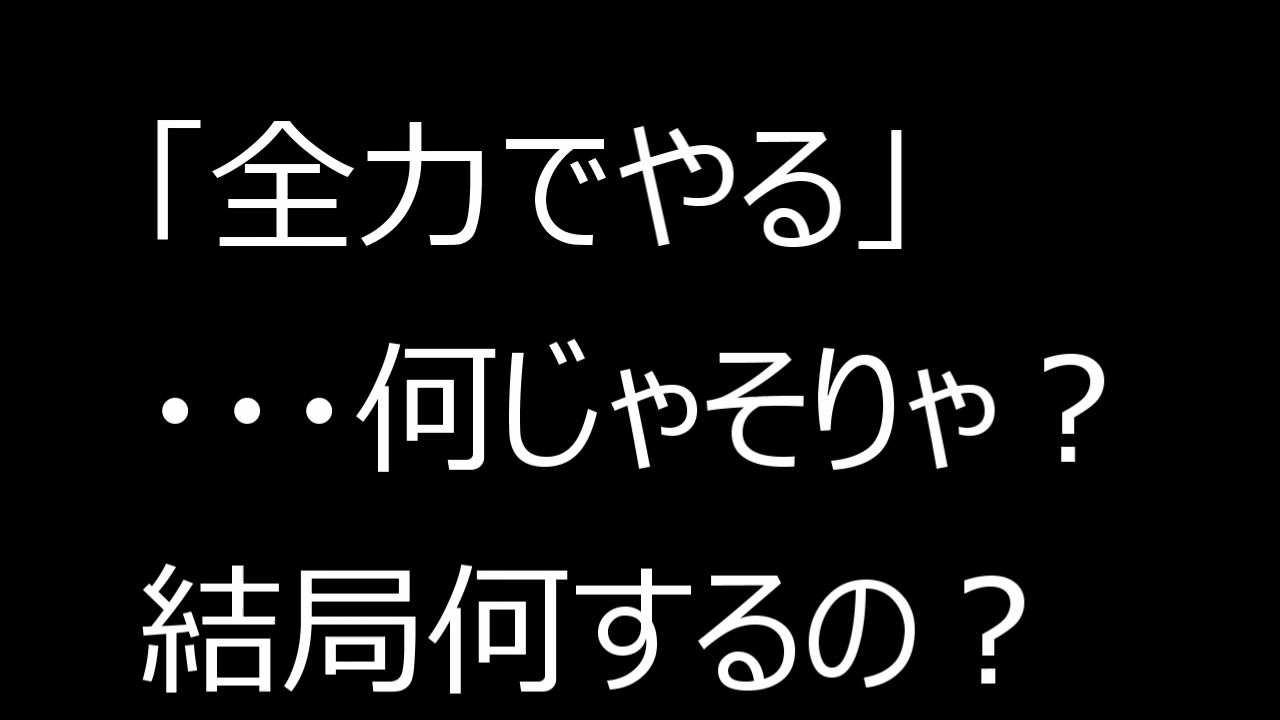 「全力でやる」
・・・何じゃそりゃ？
結局何するの？